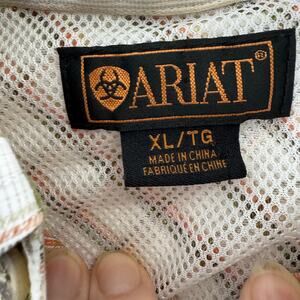 ARIAT®
XL/TG
MADE IN CHINA
FABRIQUÉ EN CHINE